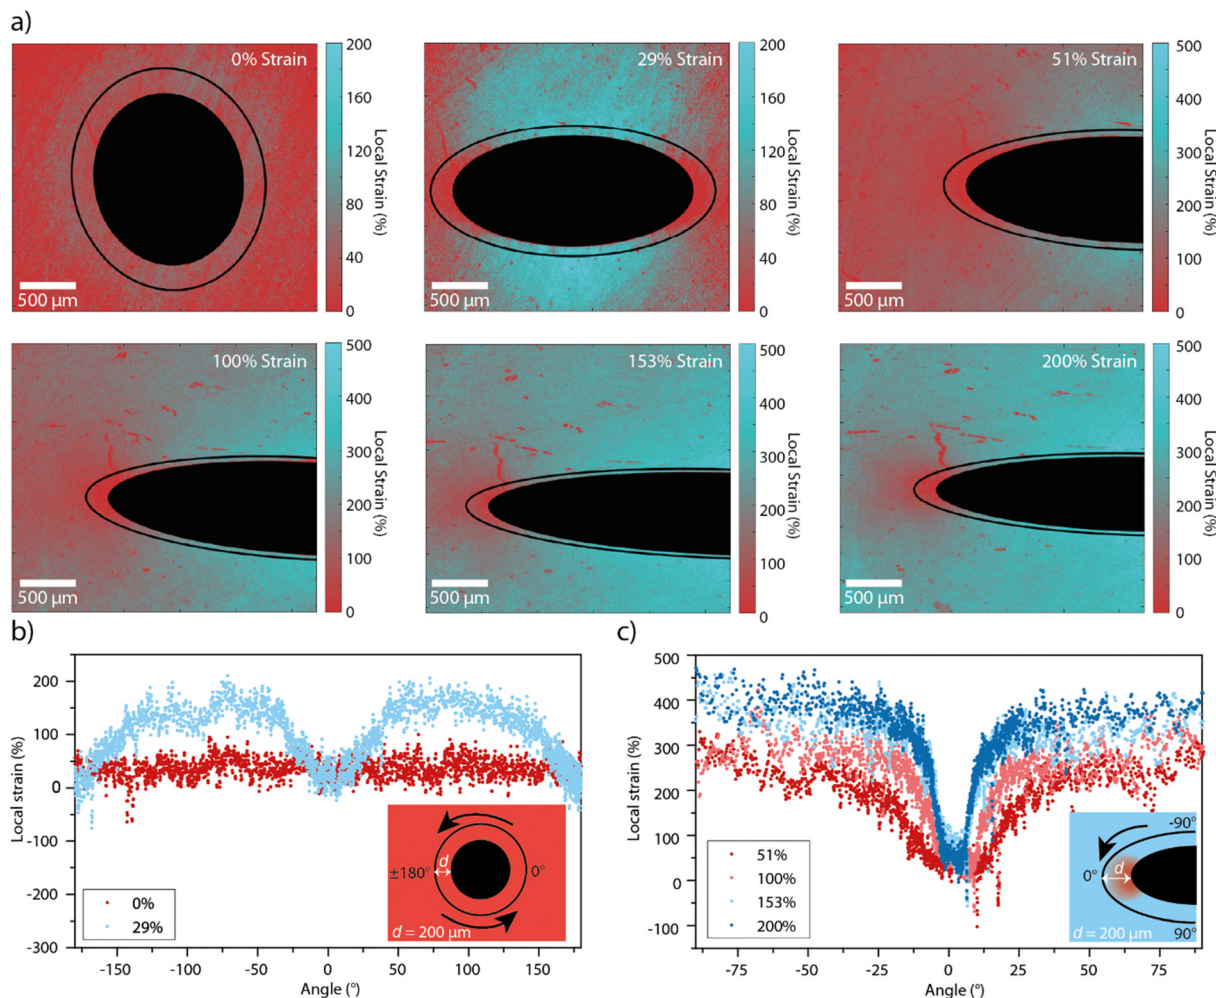 a)
0% Strain
200
160
120
80
40
0
Local Strain (%)
500 µm
29% Strain
200
160
120
80
40
0
Local Strain (%)
500 µm
51% Strain
500
400
300
200
100
0
Local Strain (%)
500 µm
100% Strain
500
400
300
200
100
0
Local Strain (%)
500 µm
153% Strain
500
400
300
200
100
0
Local Strain (%)
500 µm
200% Strain
500
400
300
200
100
0
Local Strain (%)
500 µm
b)
200
100
0
-100
-200
-300
Local strain (%)
0%
29%
±180°
d
0°
d = 200 µm
-150
-100
-50
0
50
100
150
Angle (°)
c)
500
400
300
200
100
0
-100
Local strain (%)
51%
100%
153%
200%
-90°
0°
d
90°
d = 200 µm
-75
-50
-25
0
25
50
75
Angle (°)